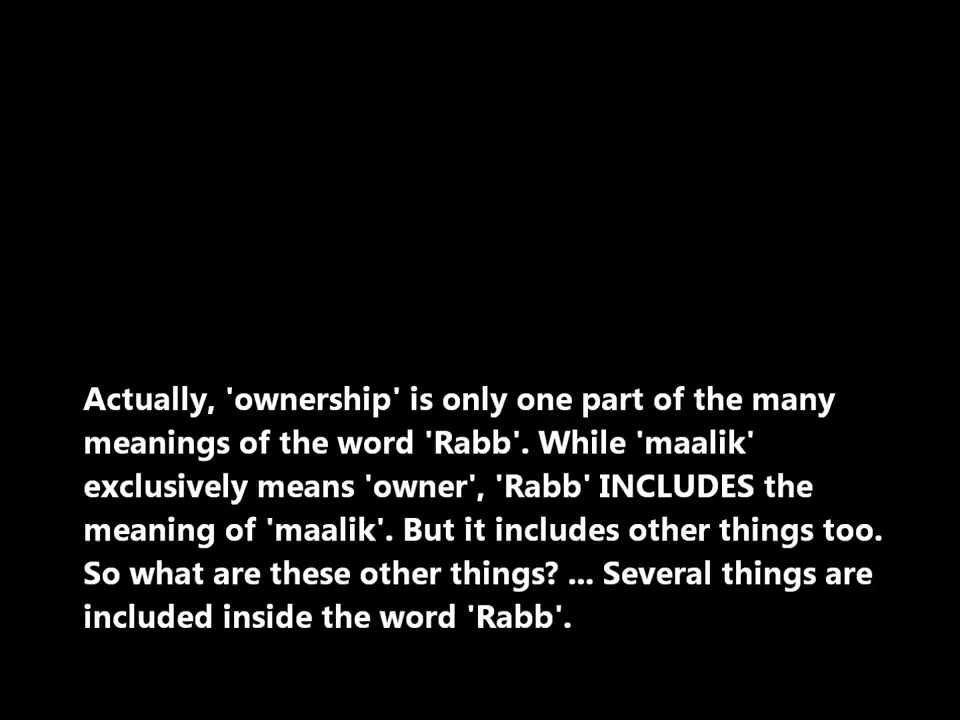 Actually, 'ownership' is only one part of the many
meanings of the word 'Rabb'. While 'maalik'
exclusively means 'owner', 'Rabb' INCLUDES the
meaning of 'maalik'. But it includes other things too.
So what are these other things? ... Several things are
included inside the word 'Rabb'.